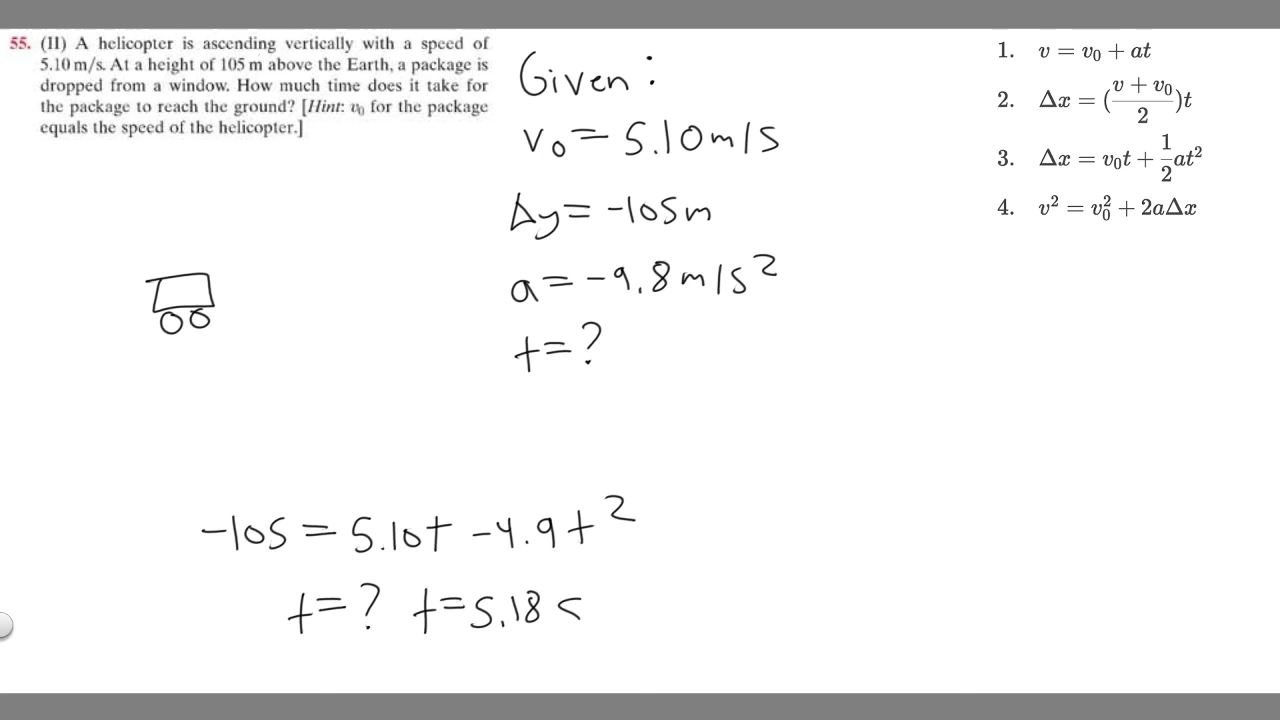 55. (II) A helicopter is ascending vertically with a speed of
5.10 m/s. At a height of 105 m above the Earth, a package is
dropped from a window. How much time does it take for
the package to reach the ground? [Hint: v₀ for the package
equals the speed of the helicopter.]
Given:
v₀ = 5.10 m/s
Δy = -105 m
a = -9.8 m/s²
t = ?
-105 = 5.10t - 4.9t²
t = ? t = 5.18 s
1. v = v₀ + at
2. Δx = ((v + v₀)/2)t
3. Δx = v₀t + 1/2 at²
4. v² = v₀² + 2aΔx